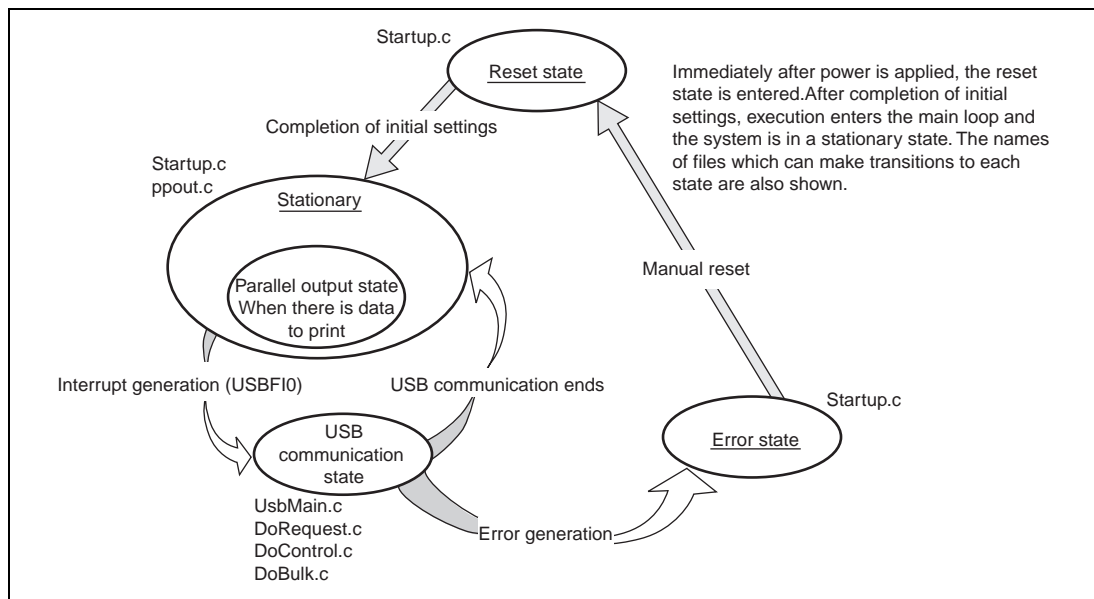 Startup.c
Reset state
Immediately after power is applied, the reset
state is entered.After completion of initial
settings, execution enters the main loop and
the system is in a stationary state. The names
of files which can make transitions to each
state are also shown.
Completion of initial settings
Startup.c
ppout.c
Stationary
Parallel output state
When there is data
to print
Manual reset
Interrupt generation (USBFI0)
USB communication ends
Startup.c
Error state
USB
communication
state
UsbMain.c
DoRequest.c
DoControl.c
DoBulk.c
Error generation